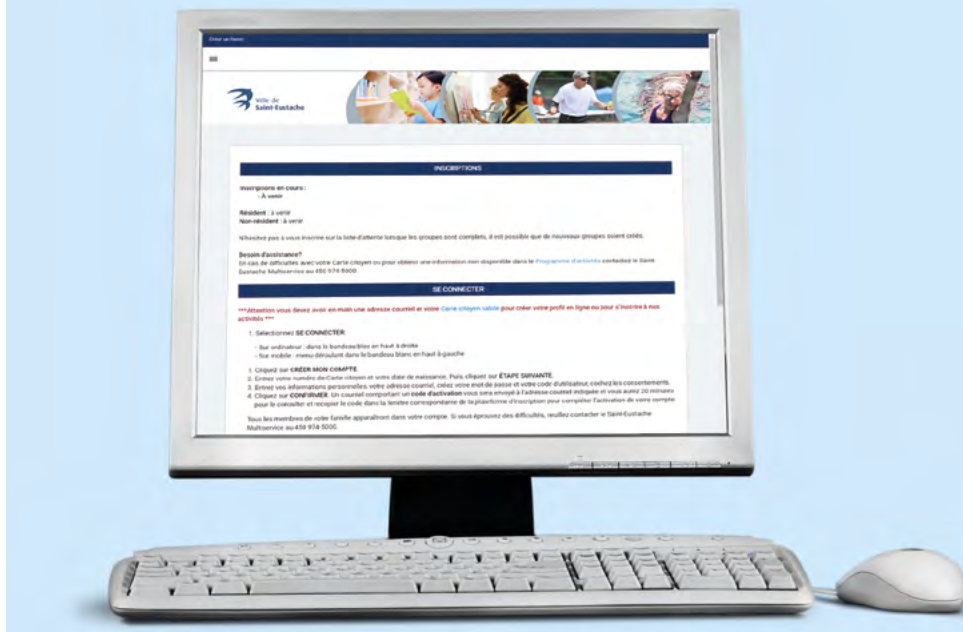 Ville de
Saint-Eustache
INSCRIPTIONS
Inscriptions en cours :
- À venir
Résident : à venir
Non-résident : à venir
N'hésitez pas à vous inscrire sur la liste d'attente lorsque les groupes sont complets, il est possible que de nouveaux groupes soient créés.
Besoin d'assistance?
En cas de difficultés avec votre Carte citoyen ou pour obtenir une information non disponible dans le Programme d'activités contactez le Saint-
Eustache Multiservice au 450 974-5000.
SE CONNECTER
***Attention vous devez avoir en main une adresse courriel et votre Carte citoyen valide pour créer votre profil en ligne ou pour s'inscrire à nos
activités ***
1. Sélectionnez SE CONNECTER
- Sur ordinateur : dans le bandeau bleu en haut à droite
- Sur mobile : menu déroulant dans le bandeau blanc en haut à gauche
1. Cliquez sur CRÉER MON COMPTE.
2. Entrez votre numéro de Carte citoyen et votre date de naissance. Puis, cliquez sur ÉTAPE SUIVANTE.
3. Entrez vos informations personnelles: votre adresse courriel, créez votre mot de passe et votre code d'utilisateur, cochez les consentements.
4. Cliquez sur CONFIRMER. Un courriel comportant un code d'activation vous sera envoyé à l'adresse courriel indiquée et vous aurez 20 minutes
pour le consulter et recopier le code dans la fenêtre correspondante de la plateforme d'inscription pour compléter l'activation de votre compte
Tous les membres de votre famille apparaîtront dans votre compte. Si vous éprouvez des difficultés, veuillez contacter le Saint-Eustache
Multiservice au 450 974-5000.